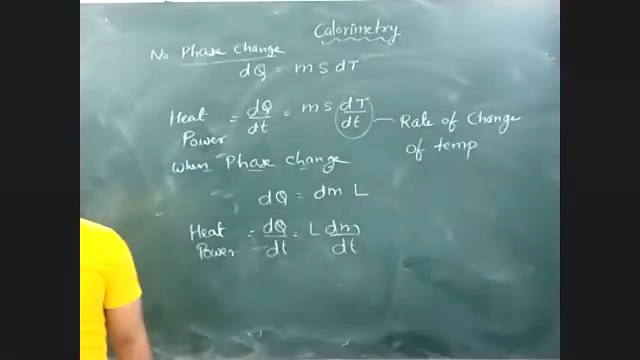 Calorimetry
No Phase Change
dQ = m s dT
Heat Power = dQ/dt = m s dT/dt — Rate of Change
of temp
When Phase change
dQ = dm L
Heat Power = dQ/dt = L dm/dt